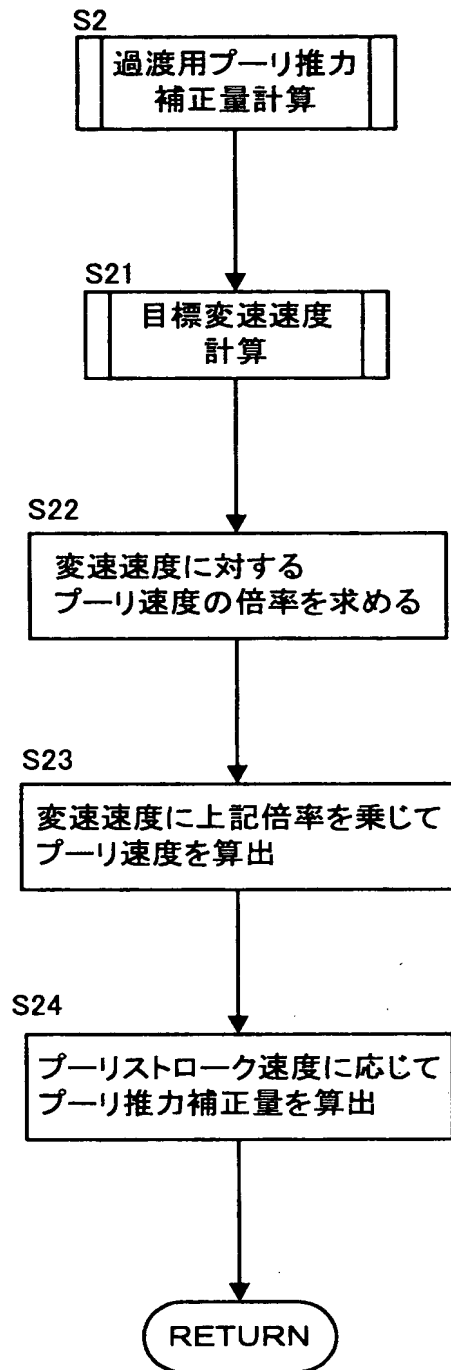 S2
過渡用プーリ推力
補正量計算
S21
目標変速速度
計算
S22
変速速度に対する
プーリ速度の倍率を求める
S23
変速速度に上記倍率を乗じて
プーリ速度を算出
S24
プーリストローク速度に応じて
プーリ推力補正量を算出
RETURN